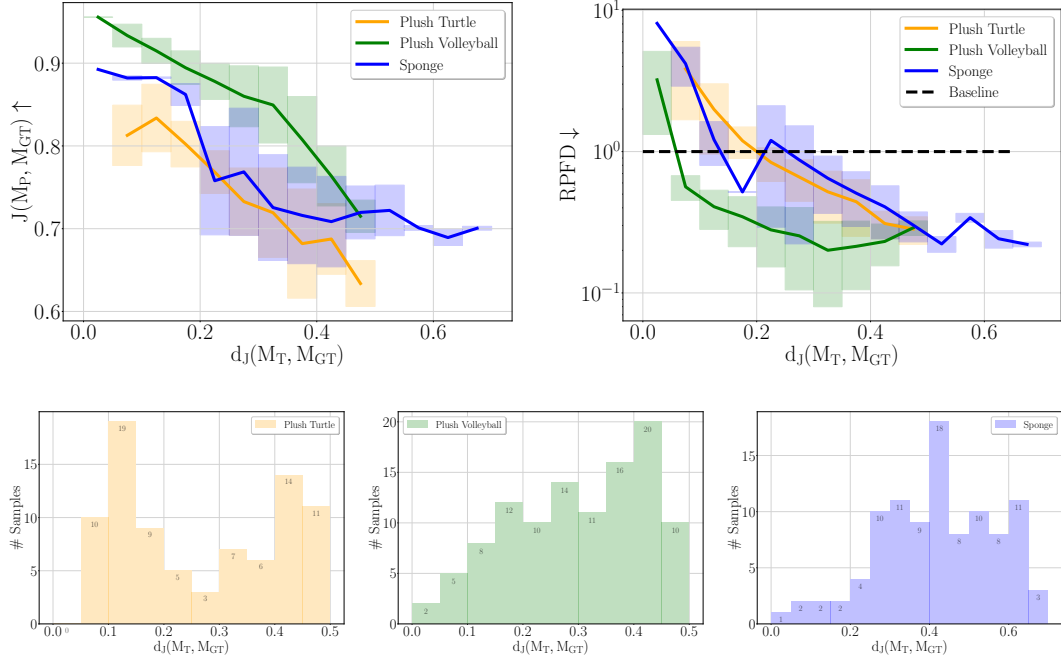 J(M_P, M_GT) ↑
0.9
0.8
0.7
0.6
Plush Turtle
Plush Volleyball
Sponge
0.0 0.2 0.4 0.6
d_J(M_T, M_GT)
RPFD ↓
10^1
10^0
10^−1
Plush Turtle
Plush Volleyball
Sponge
Baseline
0.0 0.2 0.4 0.6
d_J(M_T, M_GT)
# Samples
15
10
5
0
Plush Turtle
0 10 19 9 5 3 7 6 14 11
0.0 0.1 0.2 0.3 0.4 0.5
d_J(M_T, M_GT)
# Samples
20
15
10
5
0
Plush Volleyball
2 5 8 12 10 14 11 16 20 10
0.0 0.1 0.2 0.3 0.4 0.5
d_J(M_T, M_GT)
# Samples
15
10
5
0
Sponge
1 2 2 2 4 10 11 9 18 8 10 8 11 3
0.0 0.2 0.4 0.6
d_J(M_T, M_GT)